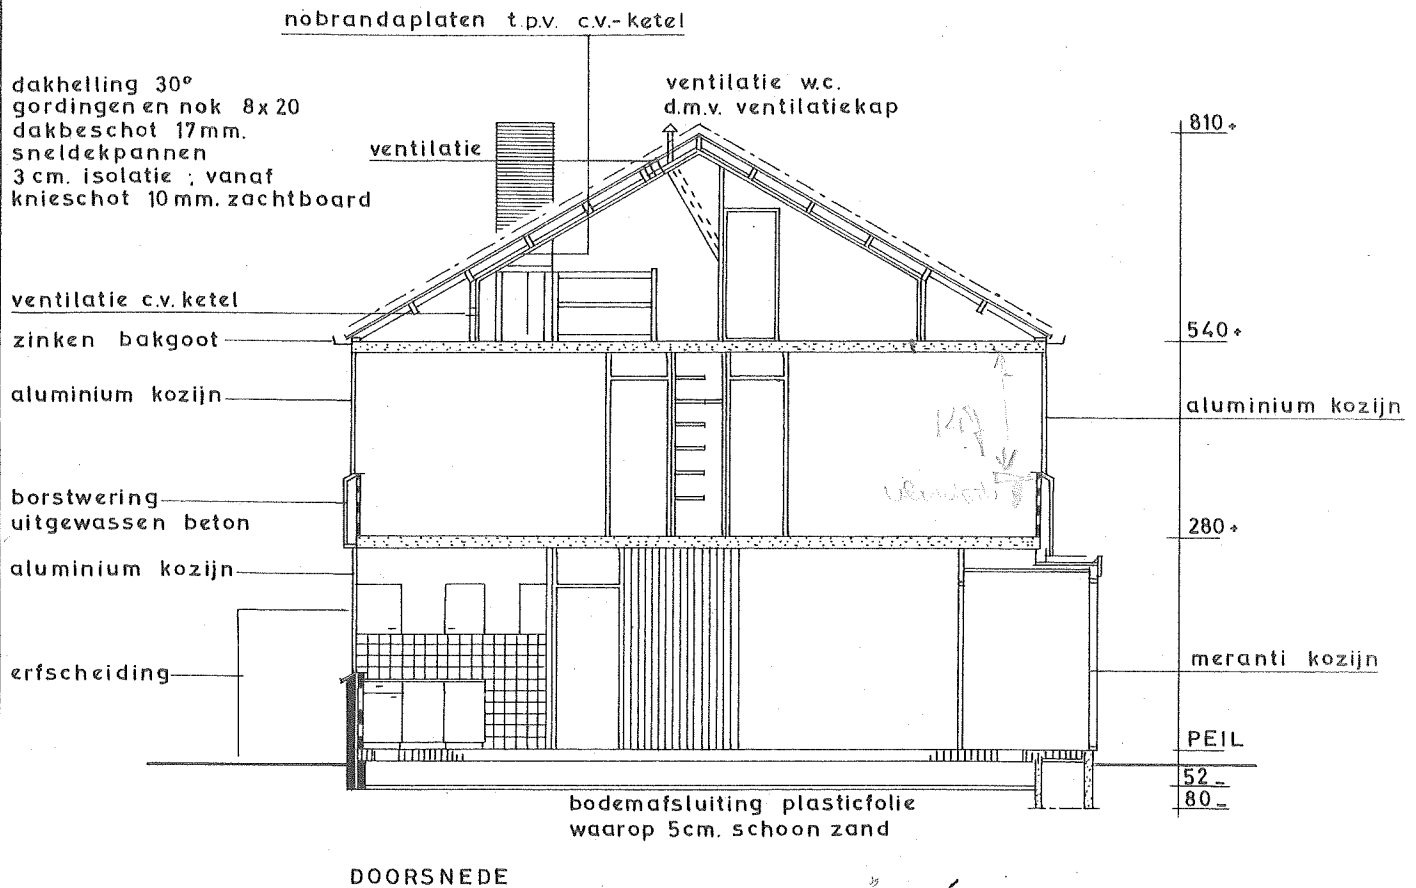 nobrandaplaten t.p.v. c.v.-ketel
dakhelling 30°
gordingen en nok 8x20
dakbeschot 17mm.
sneldekpannen
3 cm. isolatie ; vanaf
knieschot 10mm. zachtboard
ventilatie
ventilatie w.c.
d.m.v. ventilatiekap
810+
ventilatie c.v. ketel
zinken bakgoot
540+
aluminium kozijn
aluminium kozijn
borstwering
uitgewassen beton
280+
aluminium kozijn
erfscheiding
meranti kozijn
PEIL
52-
80-
bodemafsluiting plasticfolie
waarop 5cm. schoon zand
DOORSNEDE